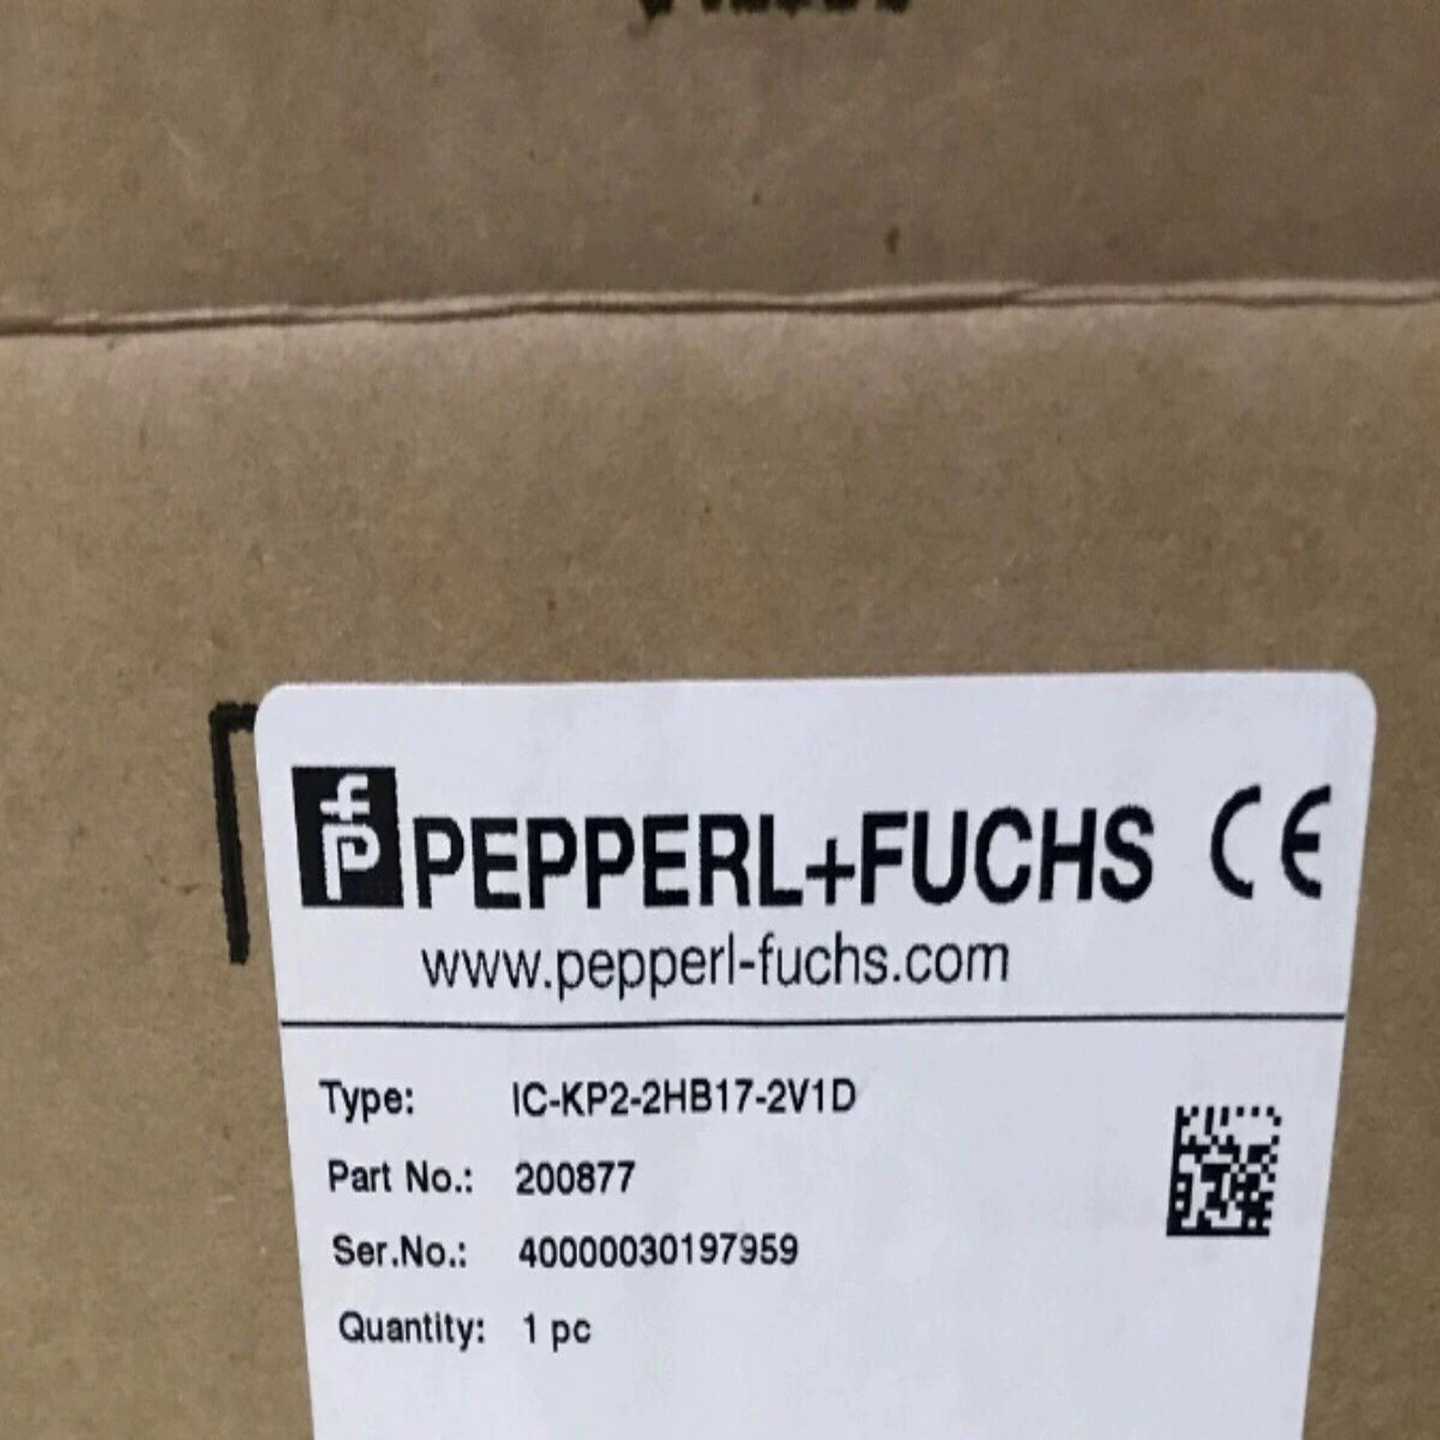 PEPPERL+FUCHS CE
www.pepperl-fuchs.com
Type: IC-KP2-2HB17-2V1D
Part No.: 200877
Ser.No.: 40000030197959
Quantity: 1 pc